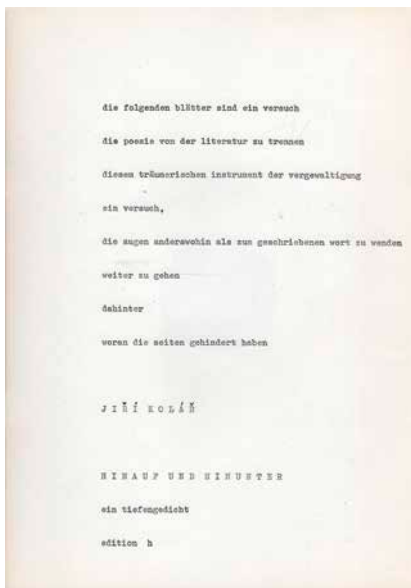 die folgenden blätter sind ein versuch
die poesie von der literatur zu trennen
diesem träumerischen instrument der vergewaltigung
ein versuch,
die augen anderswohin als zum geschriebenen wort zu wenden
weiter zu gehen
dahinter
woran die seiten gehindert haben
JIŘÍ KOLÁŘ
HINAUF UND HINUNTER
ein tiefengedicht
edition h